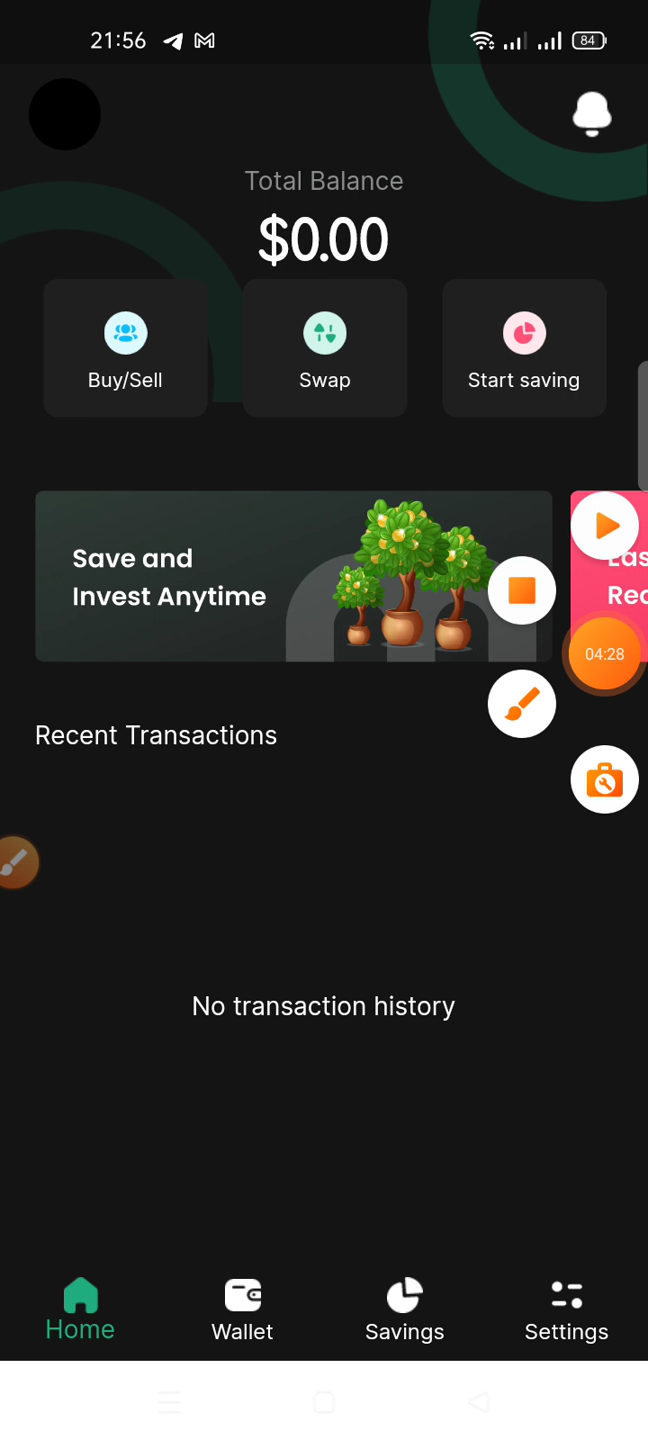 21:56
84
Total Balance
$0.00
Buy/Sell
Swap
Start saving
Save and
Invest Anytime
04:28
Recent Transactions
No transaction history
Home
Wallet
Savings
Settings